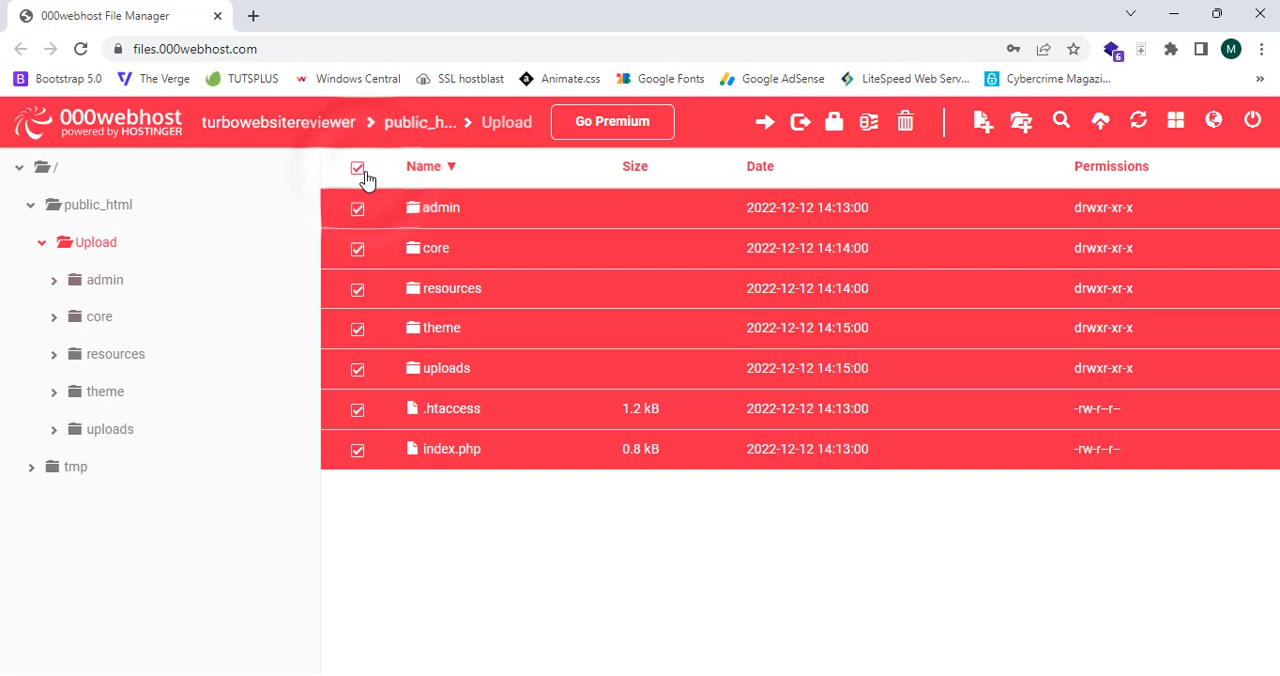 000webhost File Manager
files.000webhost.com
6
M
Bootstrap 5.0 The Verge TUTSPLUS Windows Central SSL hostblast Animate.css Google Fonts Google AdSense LiteSpeed Web Serv... Cybercrime Magazi... »
000webhost
powered by HOSTINGER
turbowebsitereviewer > public_h... > Upload
Go Premium
/
public_html
Upload
admin
core
resources
theme
uploads
tmp
Name ▼ Size Date Permissions
admin 2022-12-12 14:13:00 drwxr-xr-x
core 2022-12-12 14:14:00 drwxr-xr-x
resources 2022-12-12 14:14:00 drwxr-xr-x
theme 2022-12-12 14:15:00 drwxr-xr-x
uploads 2022-12-12 14:15:00 drwxr-xr-x
.htaccess 1.2 kB 2022-12-12 14:13:00 -rw-r--r--
index.php 0.8 kB 2022-12-12 14:13:00 -rw-r--r--